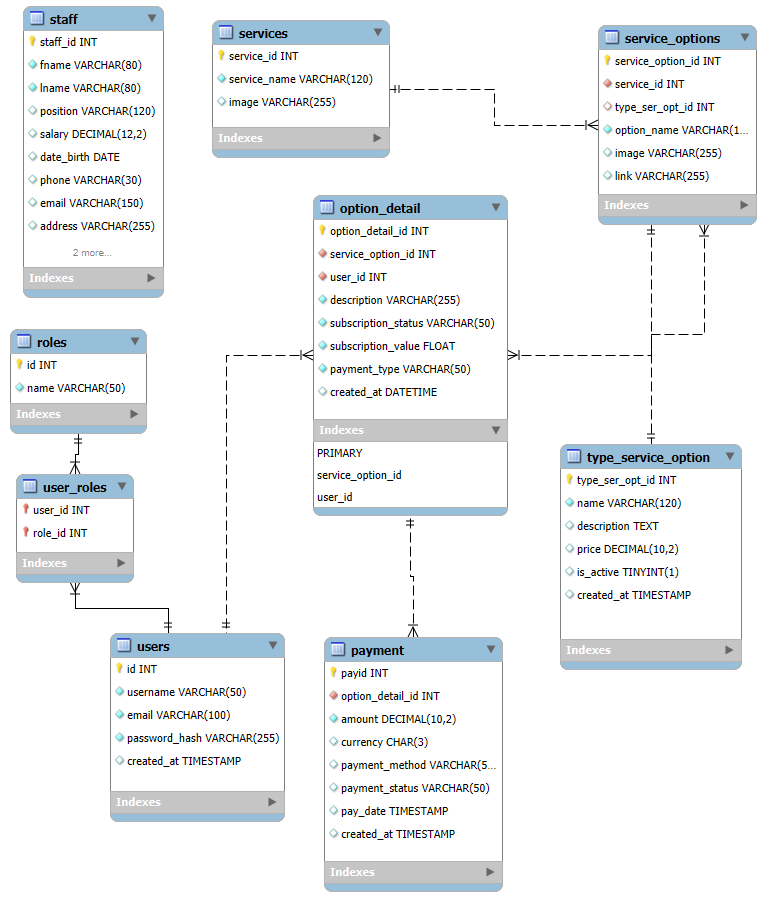 staff
staff_id INT
fname VARCHAR(80)
lname VARCHAR(80)
position VARCHAR(120)
salary DECIMAL(12,2)
date_birth DATE
phone VARCHAR(30)
email VARCHAR(150)
address VARCHAR(255)
2 more...
Indexes
services
service_id INT
service_name VARCHAR(120)
image VARCHAR(255)
Indexes
service_options
service_option_id INT
service_id INT
type_ser_opt_id INT
option_name VARCHAR(1...
image VARCHAR(255)
link VARCHAR(255)
Indexes
option_detail
option_detail_id INT
service_option_id INT
user_id INT
description VARCHAR(255)
subscription_status VARCHAR(50)
subscription_value FLOAT
payment_type VARCHAR(50)
created_at DATETIME
Indexes
PRIMARY
service_option_id
user_id
roles
id INT
name VARCHAR(50)
Indexes
user_roles
user_id INT
role_id INT
Indexes
type_service_option
type_ser_opt_id INT
name VARCHAR(120)
description TEXT
price DECIMAL(10,2)
is_active TINYINT(1)
created_at TIMESTAMP
Indexes
users
id INT
username VARCHAR(50)
email VARCHAR(100)
password_hash VARCHAR(255)
created_at TIMESTAMP
Indexes
payment
payid INT
option_detail_id INT
amount DECIMAL(10,2)
currency CHAR(3)
payment_method VARCHAR(5...
payment_status VARCHAR(50)
pay_date TIMESTAMP
created_at TIMESTAMP
Indexes